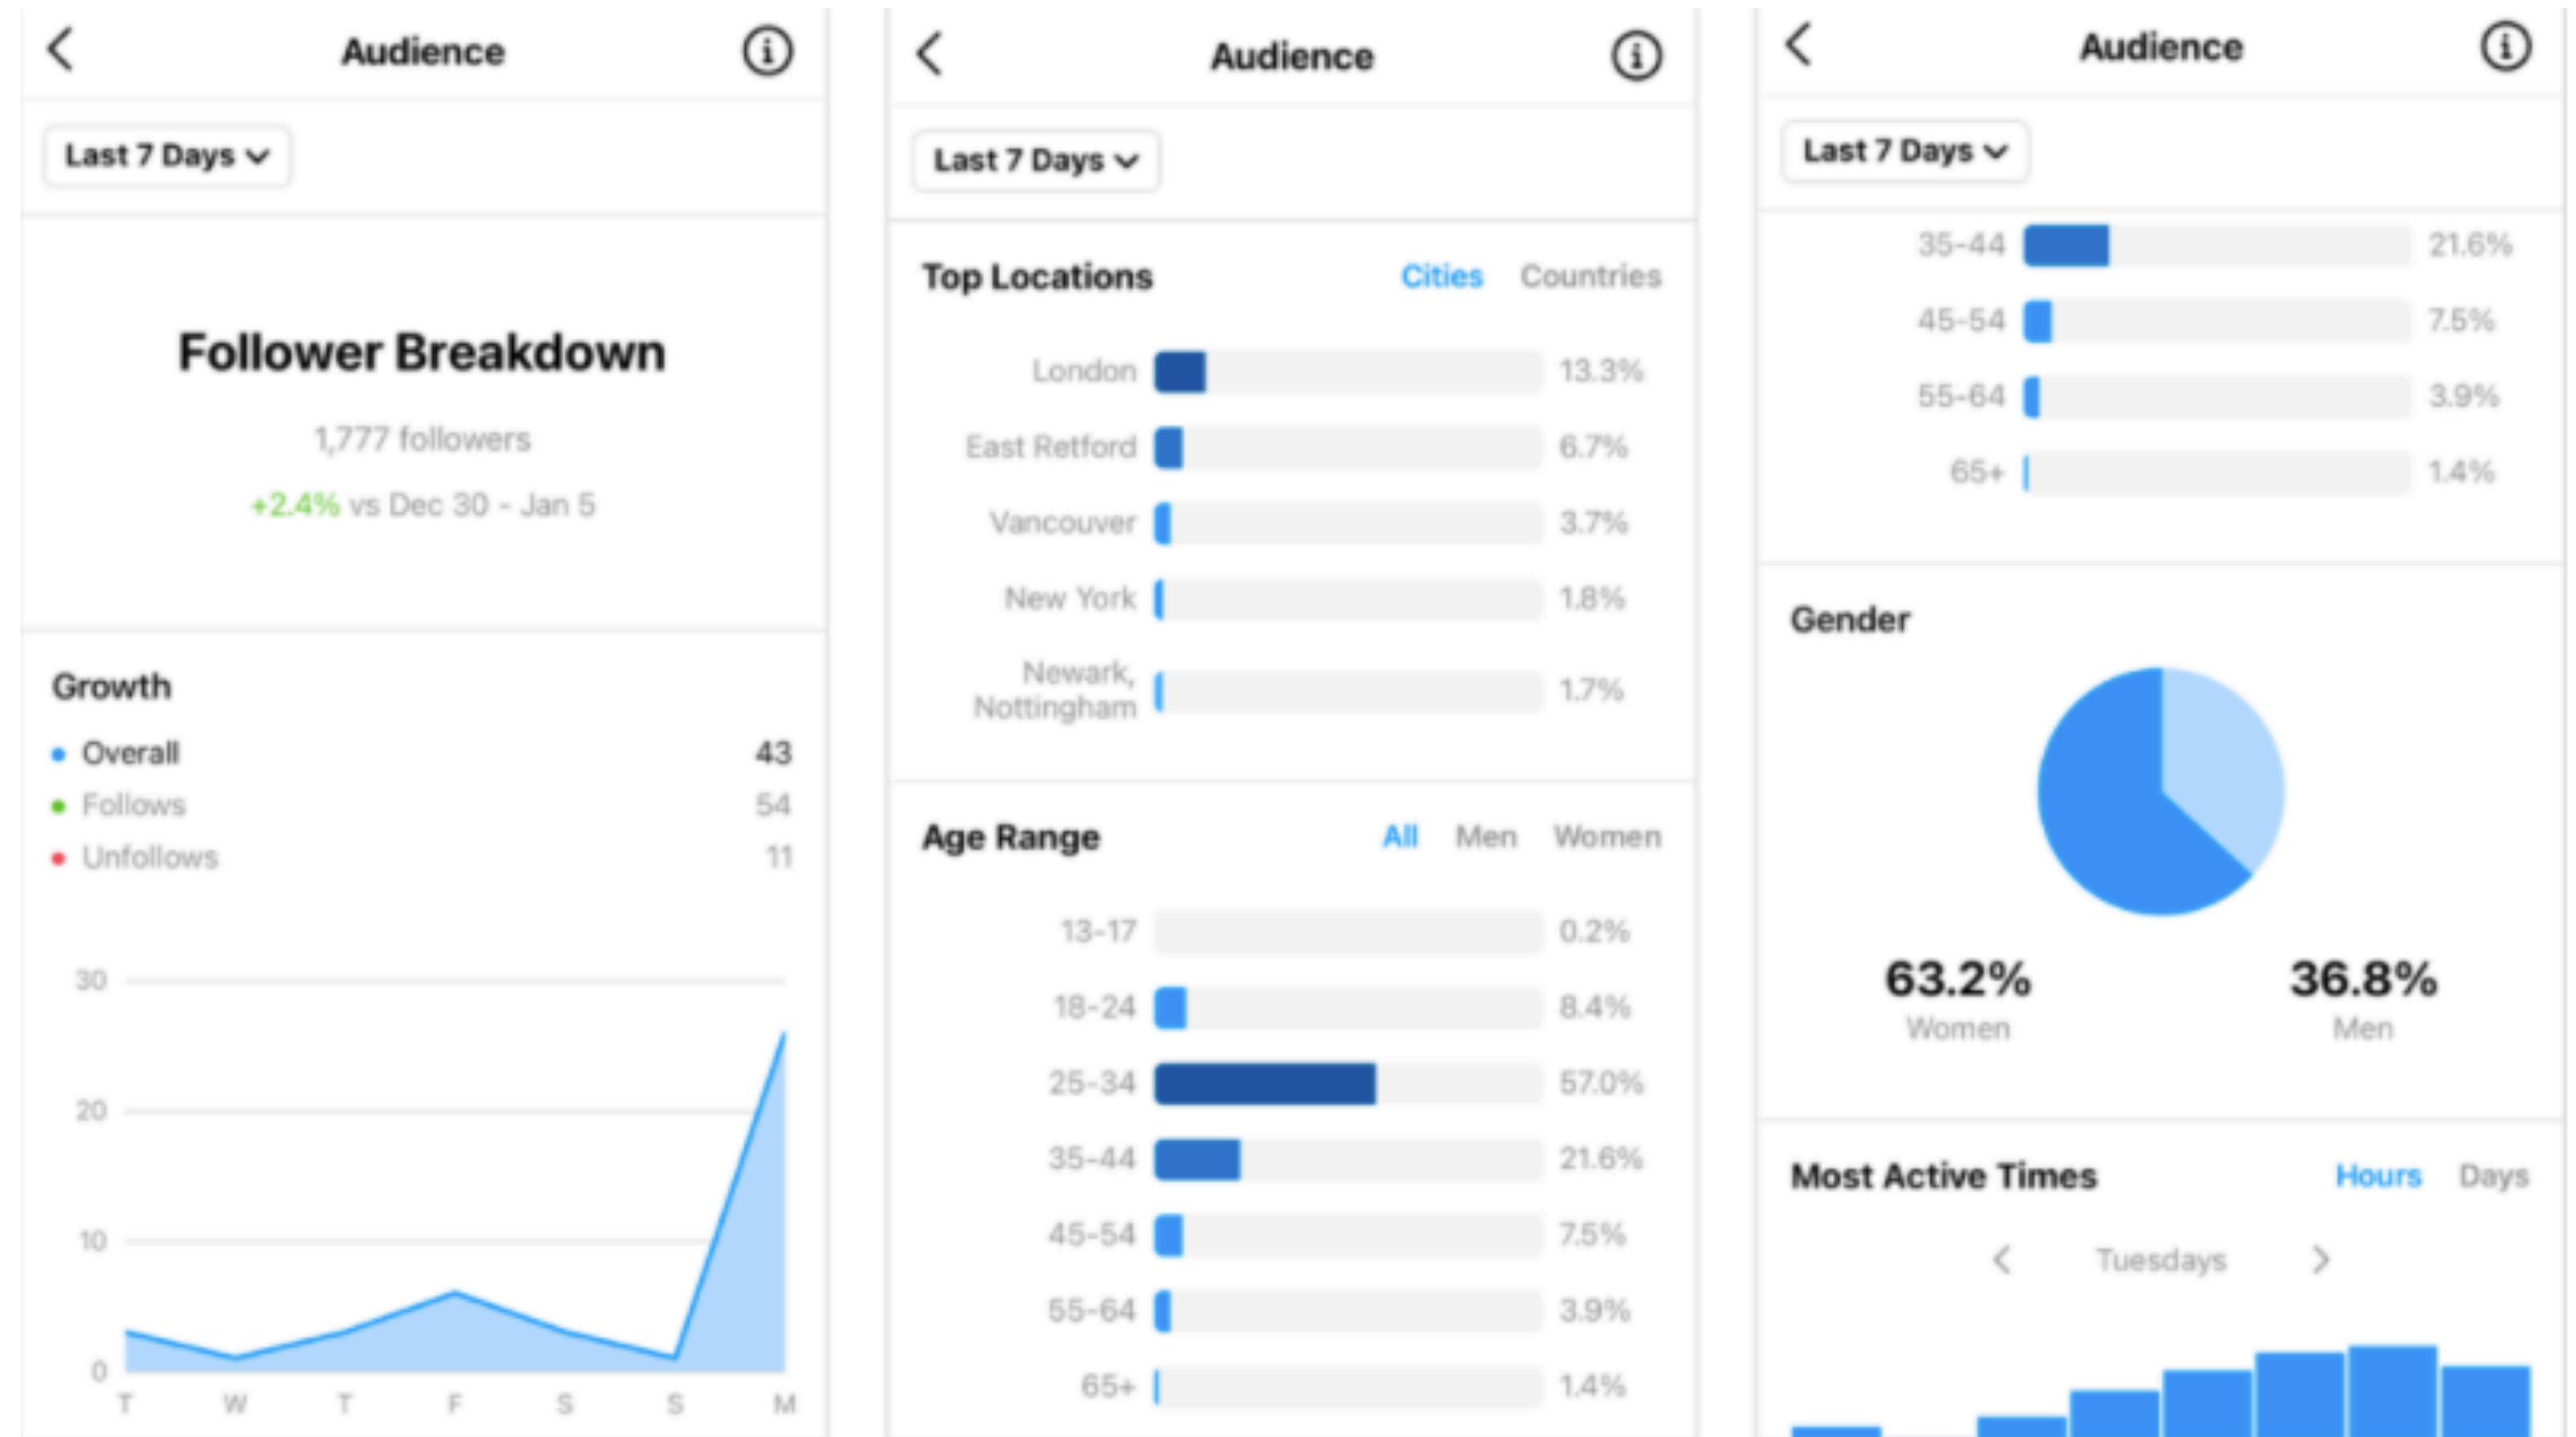 Audience
Last 7 Days
Follower Breakdown
1,777 followers
+2.4% vs Dec 30 - Jan 5
Growth
Overall 43
Follows 54
Unfollows 11
30
20
10
0
T W T F S S M
Audience
Last 7 Days
Top Locations Cities Countries
London 13.3%
East Retford 6.7%
Vancouver 3.7%
New York 1.8%
Newark,
Nottingham 1.7%
Age Range All Men Women
13-17 0.2%
18-24 8.4%
25-34 57.0%
35-44 21.6%
45-54 7.5%
55-64 3.9%
65+ 1.4%
Audience
Last 7 Days
35-44 21.6%
45-54 7.5%
55-64 3.9%
65+ 1.4%
Gender
63.2% 36.8%
Women Men
Most Active Times Hours Days
Tuesdays